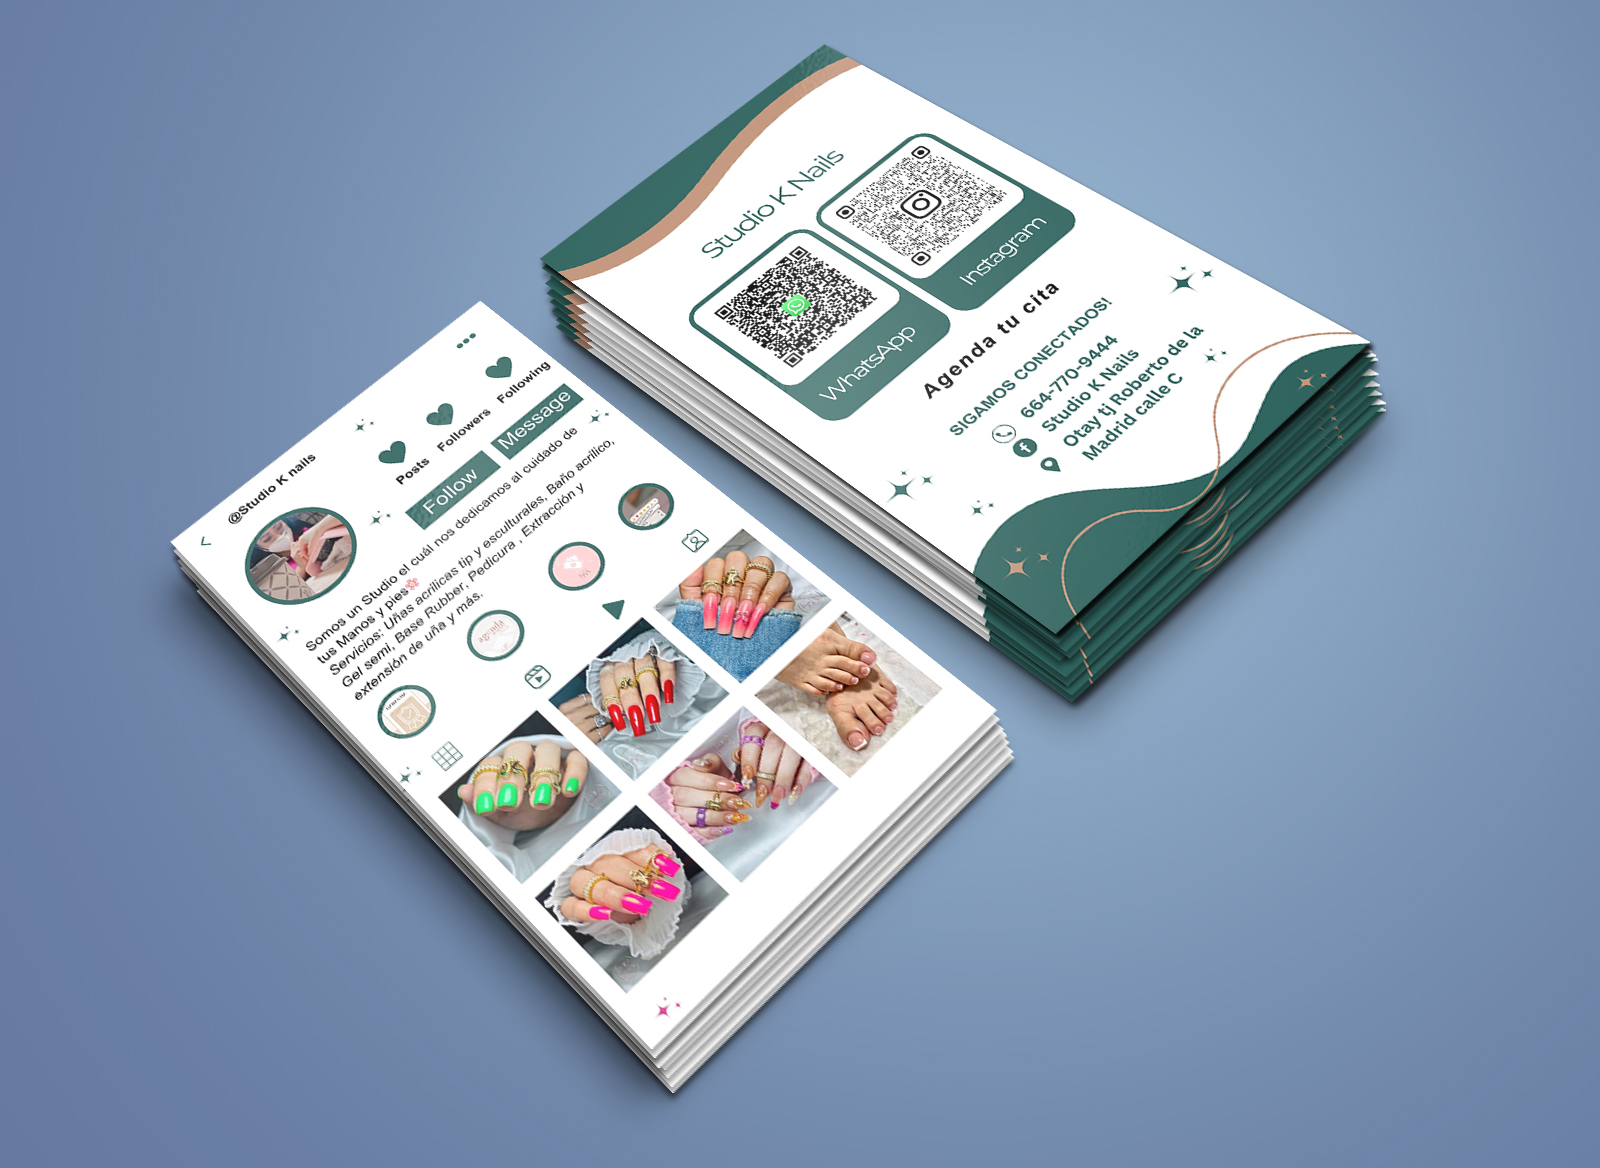 @Studio K nails
Posts
Followers
Following
Follow
Message
Somos un Studio el cuál nos dedicamos al cuidado de
tus Manos y pies
Servicios: Uñas acrílicas tip y esculturales, Baño acrílico,
Gel semi, Base Rubber, Pedicura , Extracción y
extensión de uña y más.
agenda
Studio K Nails
WhatsApp
Instagram
Agenda tu cita
SIGAMOS CONECTADOS!
664-770-9444
Studio K Nails
Otay tj Roberto de la
Madrid calle C